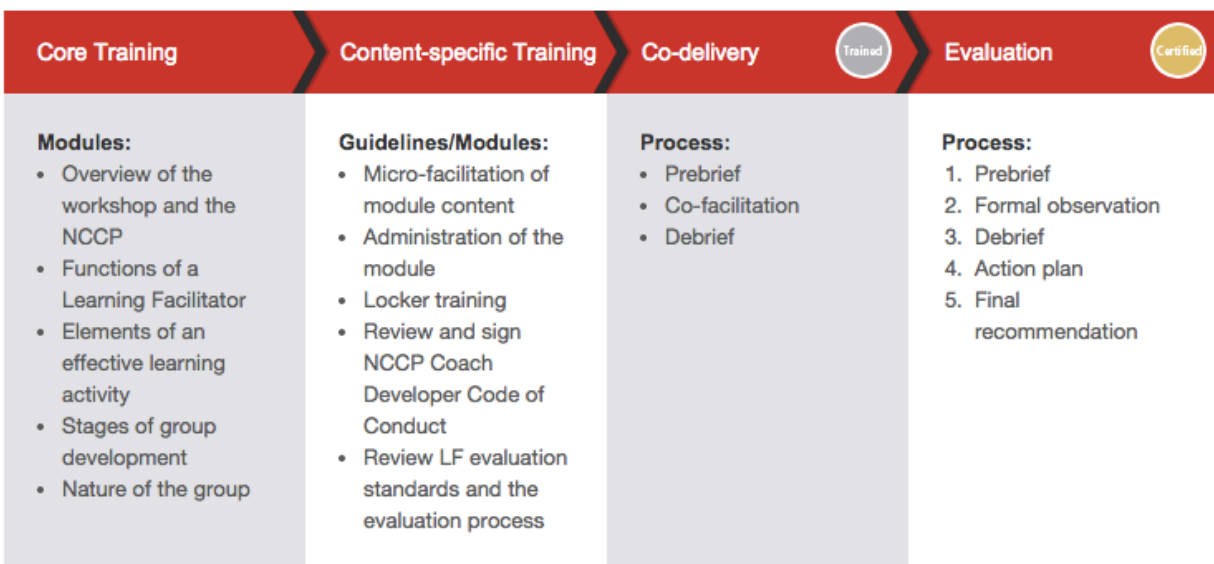 Core Training
Content-specific Training
Co-delivery
Trained
Evaluation
Certified
Modules:
• Overview of the
workshop and the
NCCP
• Functions of a
Learning Facilitator
• Elements of an
effective learning
activity
• Stages of group
development
• Nature of the group
Guidelines/Modules:
• Micro-facilitation of
module content
• Administration of the
module
• Locker training
• Review and sign
NCCP Coach
Developer Code of
Conduct
• Review LF evaluation
standards and the
evaluation process
Process:
• Prebrief
• Co-facilitation
• Debrief
Process:
1. Prebrief
2. Formal observation
3. Debrief
4. Action plan
5. Final
recommendation